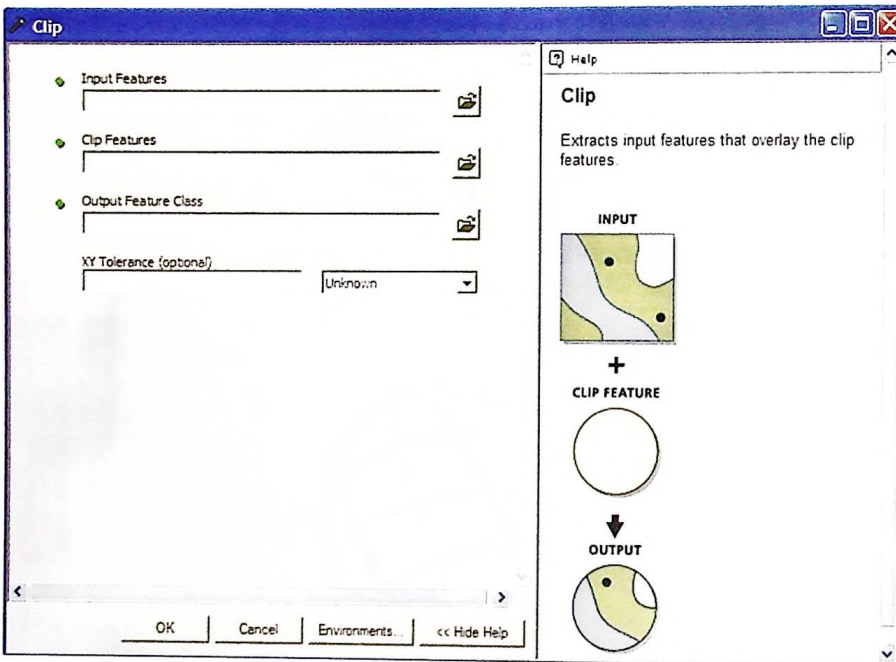 Clip
Input Features
Clip Features
Output Feature Class
XY Tolerance (optional)
Unknown
OK
Cancel
Environments...
<< Hide Help
Help
Clip
Extracts input features that overlay the clip
features.
INPUT
+
CLIP FEATURE
OUTPUT